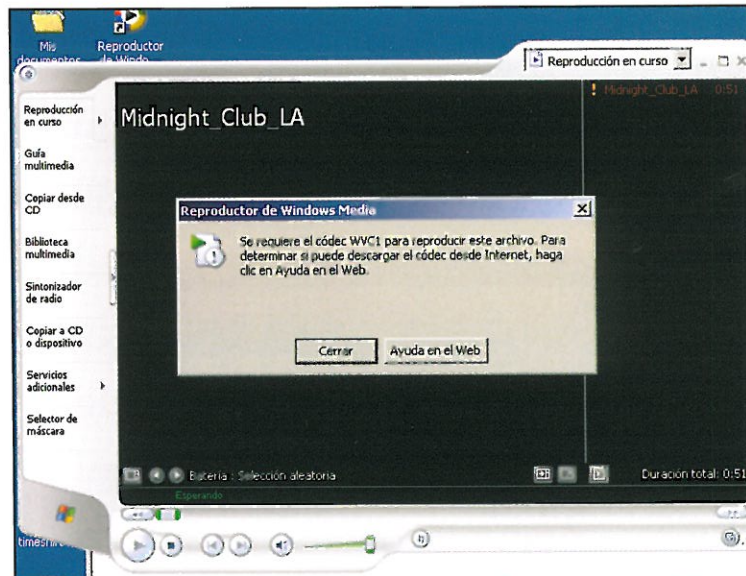 Mis
documentos
Reproductor
de Windo...
Reproducción en curso
Reproducción
en curso
Guía
multimedia
Copiar desde
CD
Biblioteca
multimedia
Sintonizador
de radio
Copiar a CD
o dispositivo
Servicios
adicionales
Selector de
máscara
Midnight_Club_LA
Midnight_Club_LA 0:51
Reproductor de Windows Media
Se requiere el códec WVC1 para reproducir este archivo. Para
determinar si puede descargar el códec desde Internet, haga
clic en Ayuda en el Web.
Cerrar
Ayuda en el Web
Batería : Selección aleatoria
Duración total: 0:51
Esperando